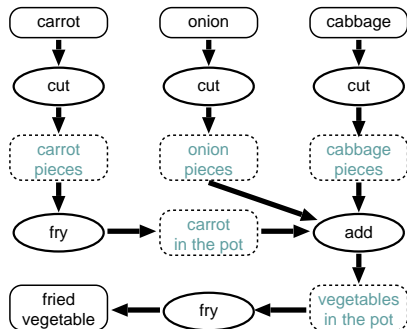 carrot
onion
cabbage
cut
cut
cut
carrot
pieces
onion
pieces
cabbage
pieces
fry
carrot
in the pot
add
fried
vegetable
fry
vegetables
in the pot